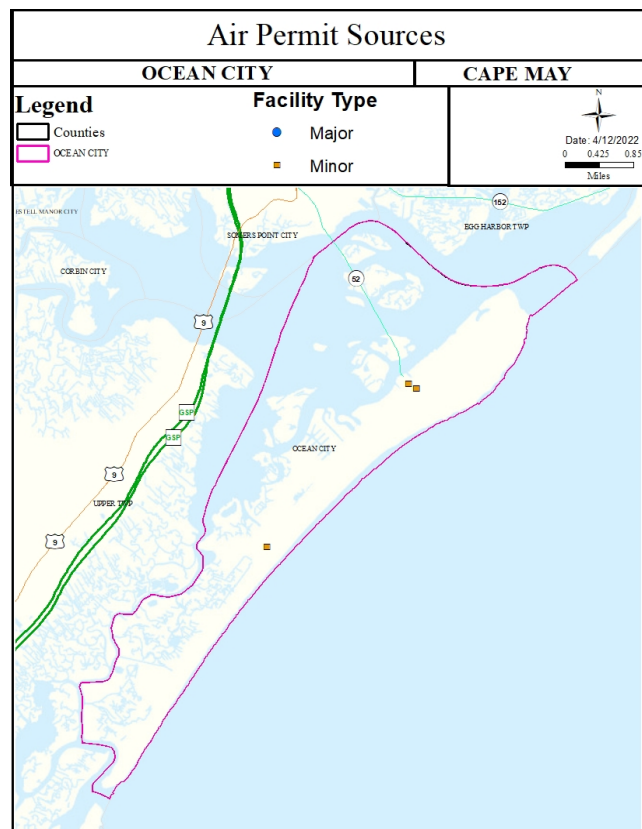 Air Permit Sources
OCEAN CITY
CAPE MAY
Legend
Counties
OCEAN CITY
Facility Type
Major
Minor
N
Date: 4/12/2022
0 0.425 0.85
Miles
ESTELL MANOR CITY
SOMERS POINT CITY
152
EGG HARBOR TWP
CORBIN CITY
52
9
GSP
GSP
OCEAN CITY
9
UPPER TWP
9